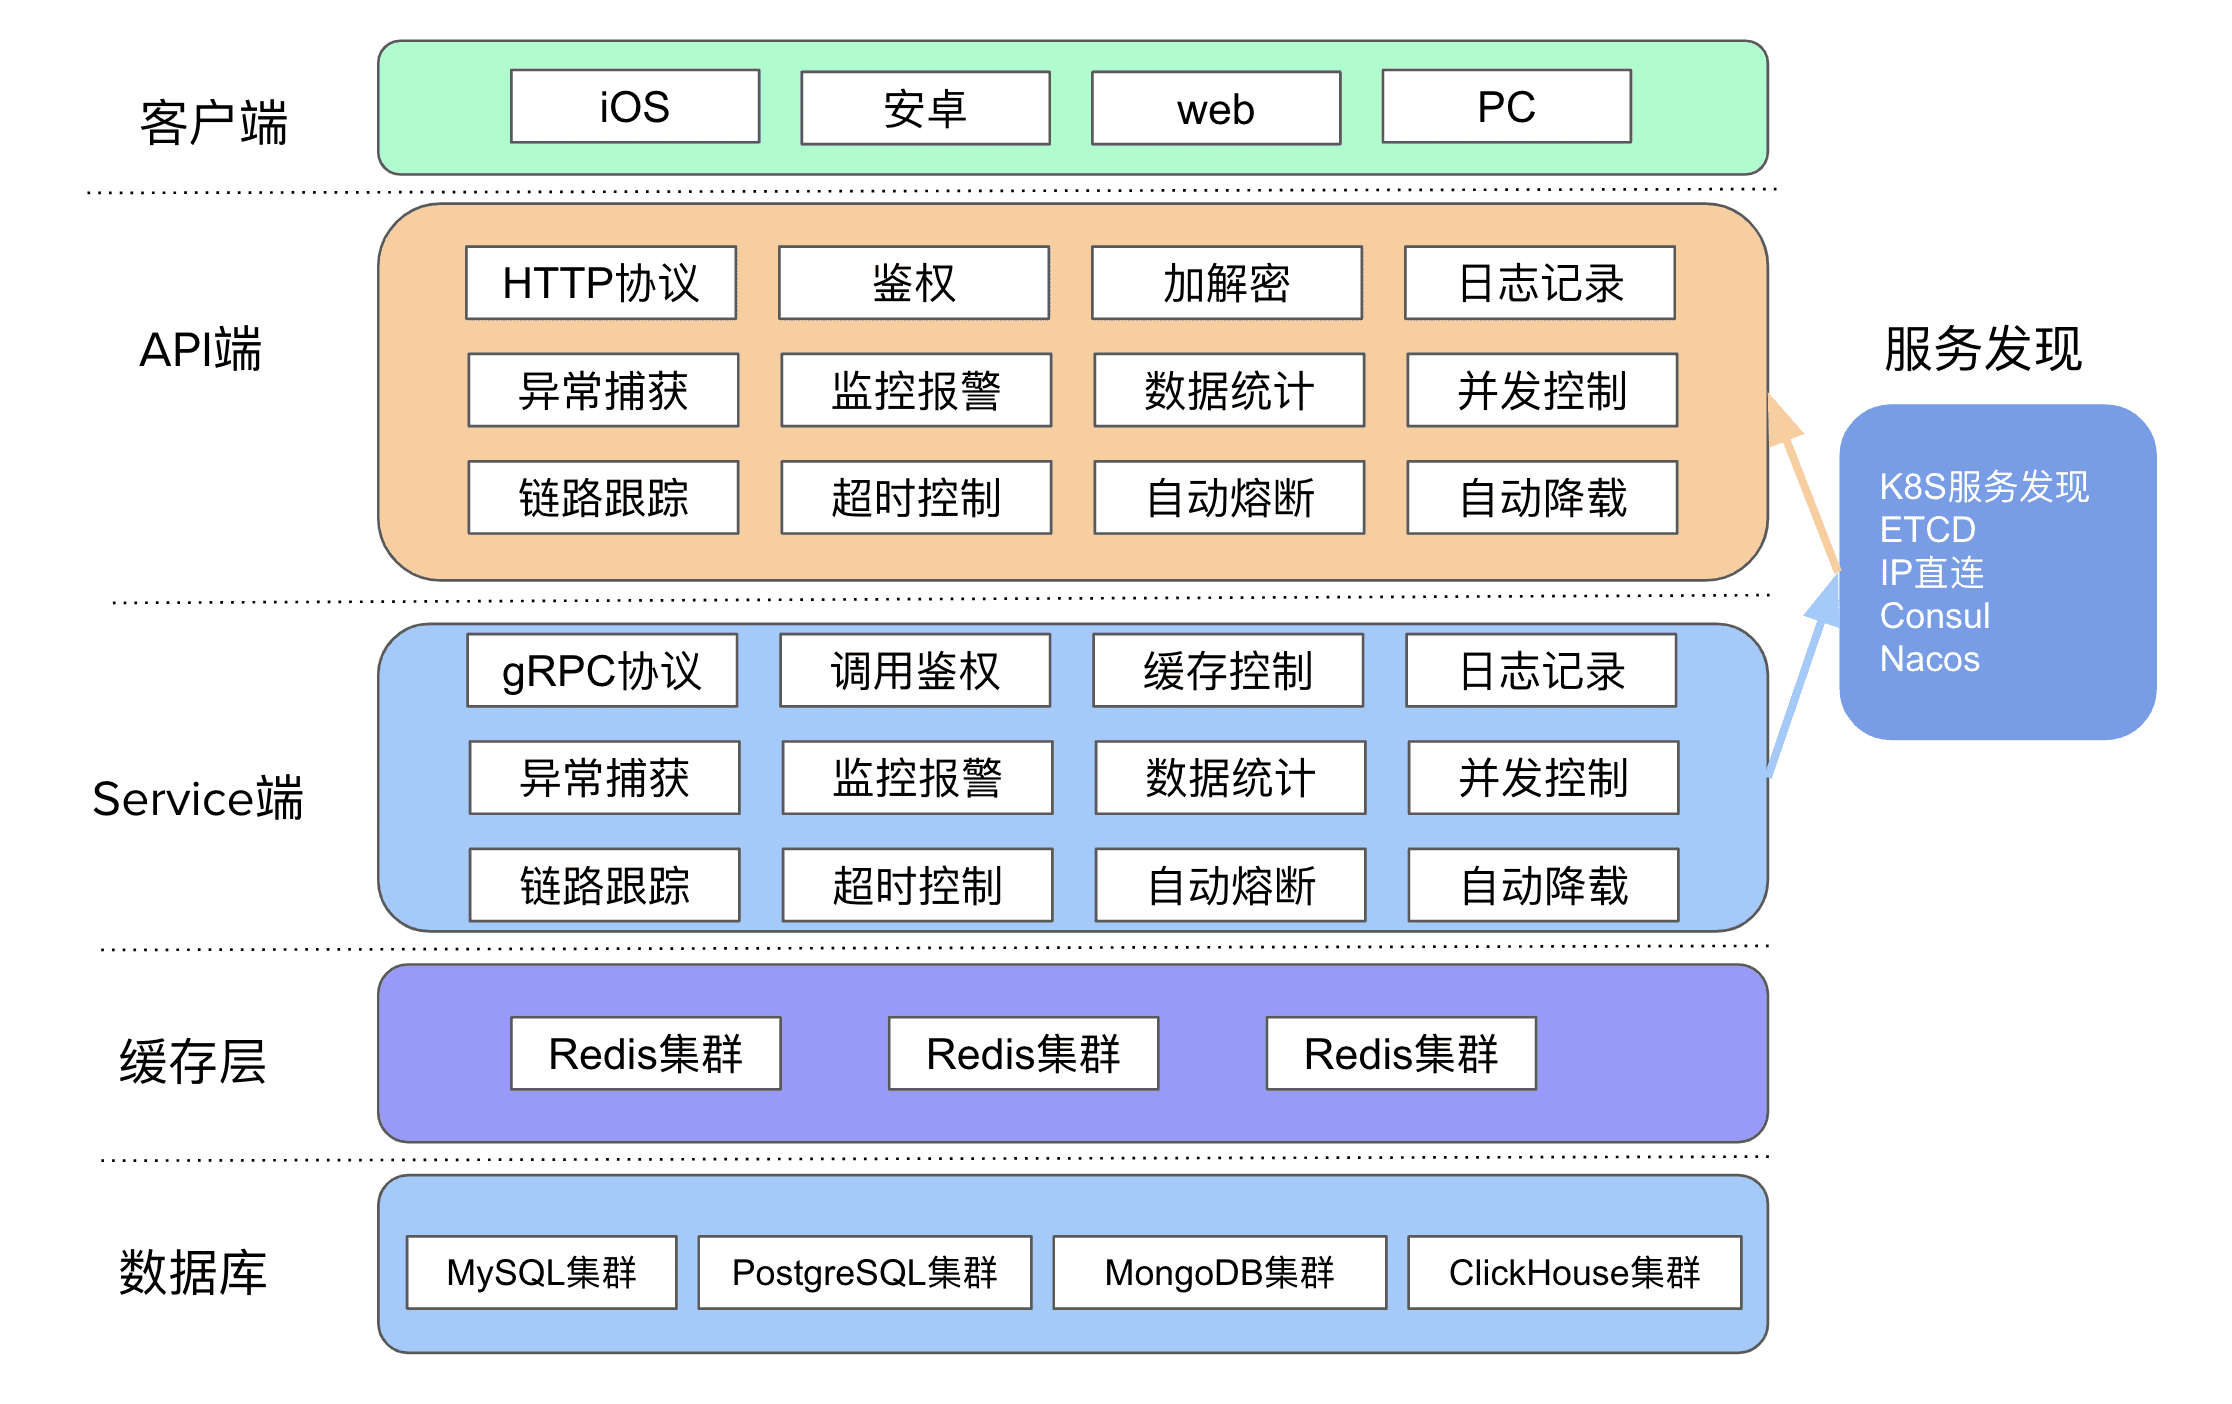 客户端
iOS
安卓
web
PC
API端
HTTP协议
鉴权
加解密
日志记录
异常捕获
监控报警
数据统计
并发控制
链路跟踪
超时控制
自动熔断
自动降载
服务发现
K8S服务发现
ETCD
IP直连
Consul
Nacos
Service端
gRPC协议
调用鉴权
缓存控制
日志记录
异常捕获
监控报警
数据统计
并发控制
链路跟踪
超时控制
自动熔断
自动降载
缓存层
Redis集群
Redis集群
Redis集群
数据库
MySQL集群
PostgreSQL集群
MongoDB集群
ClickHouse集群